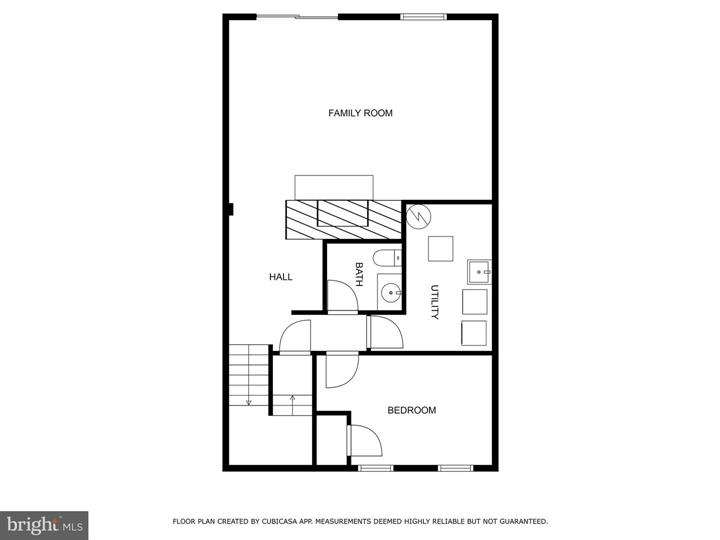 FAMILY ROOM
BATH
HALL
UTILITY
BEDROOM
bright MLS
FLOOR PLAN CREATED BY CUBICASA APP. MEASUREMENTS DEEMED HIGHLY RELIABLE BUT NOT GUARANTEED.